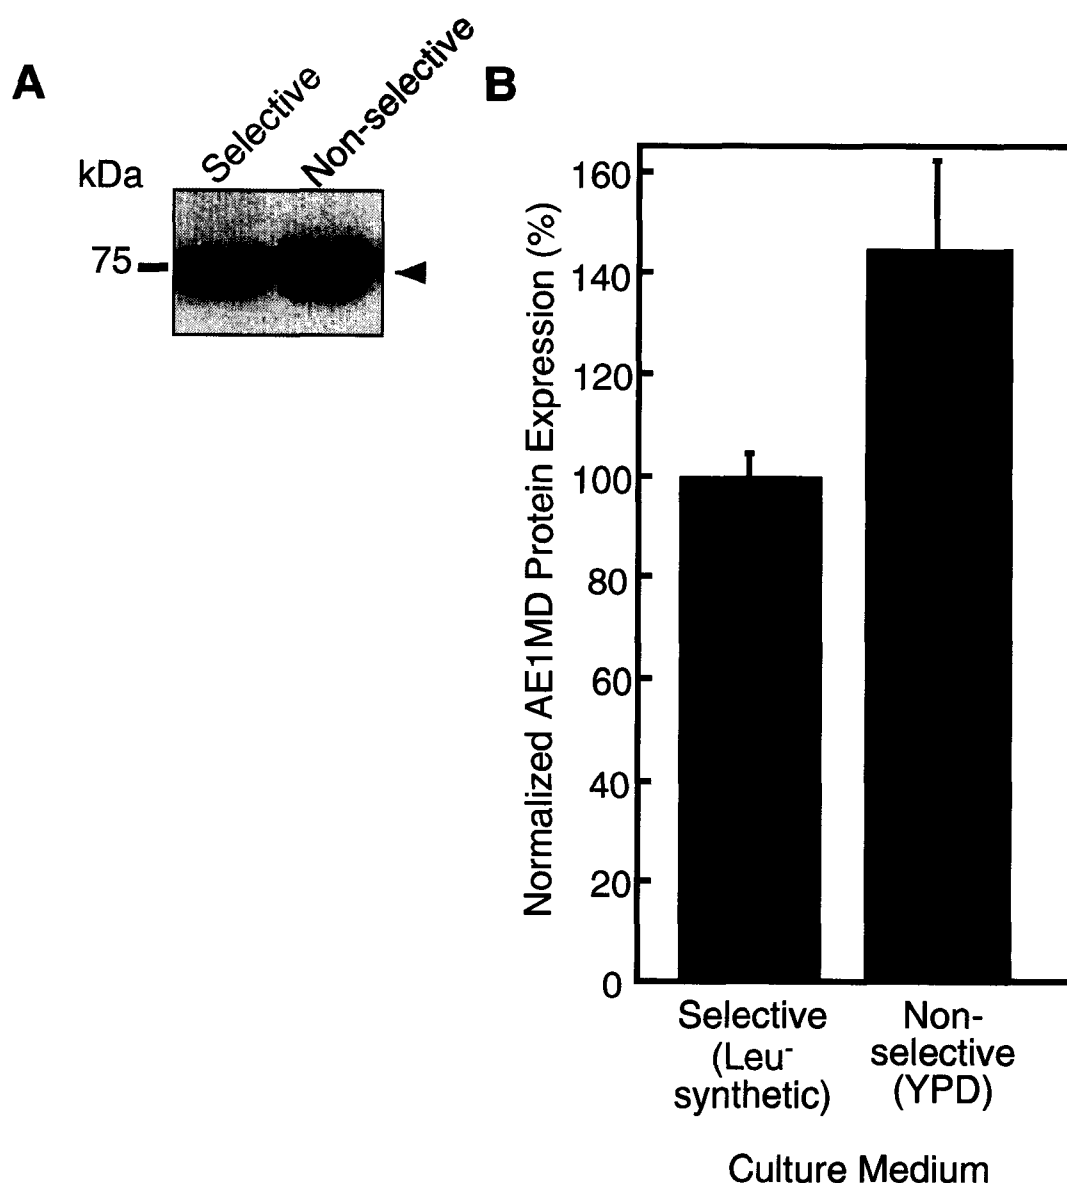 A
kDa
Selective
Non-selective
75
B
Normalized AE1MD Protein Expression (%)
160
140
120
100
80
60
40
20
0
Selective
(Leu-
synthetic)
Non-
selective
(YPD)
Culture Medium